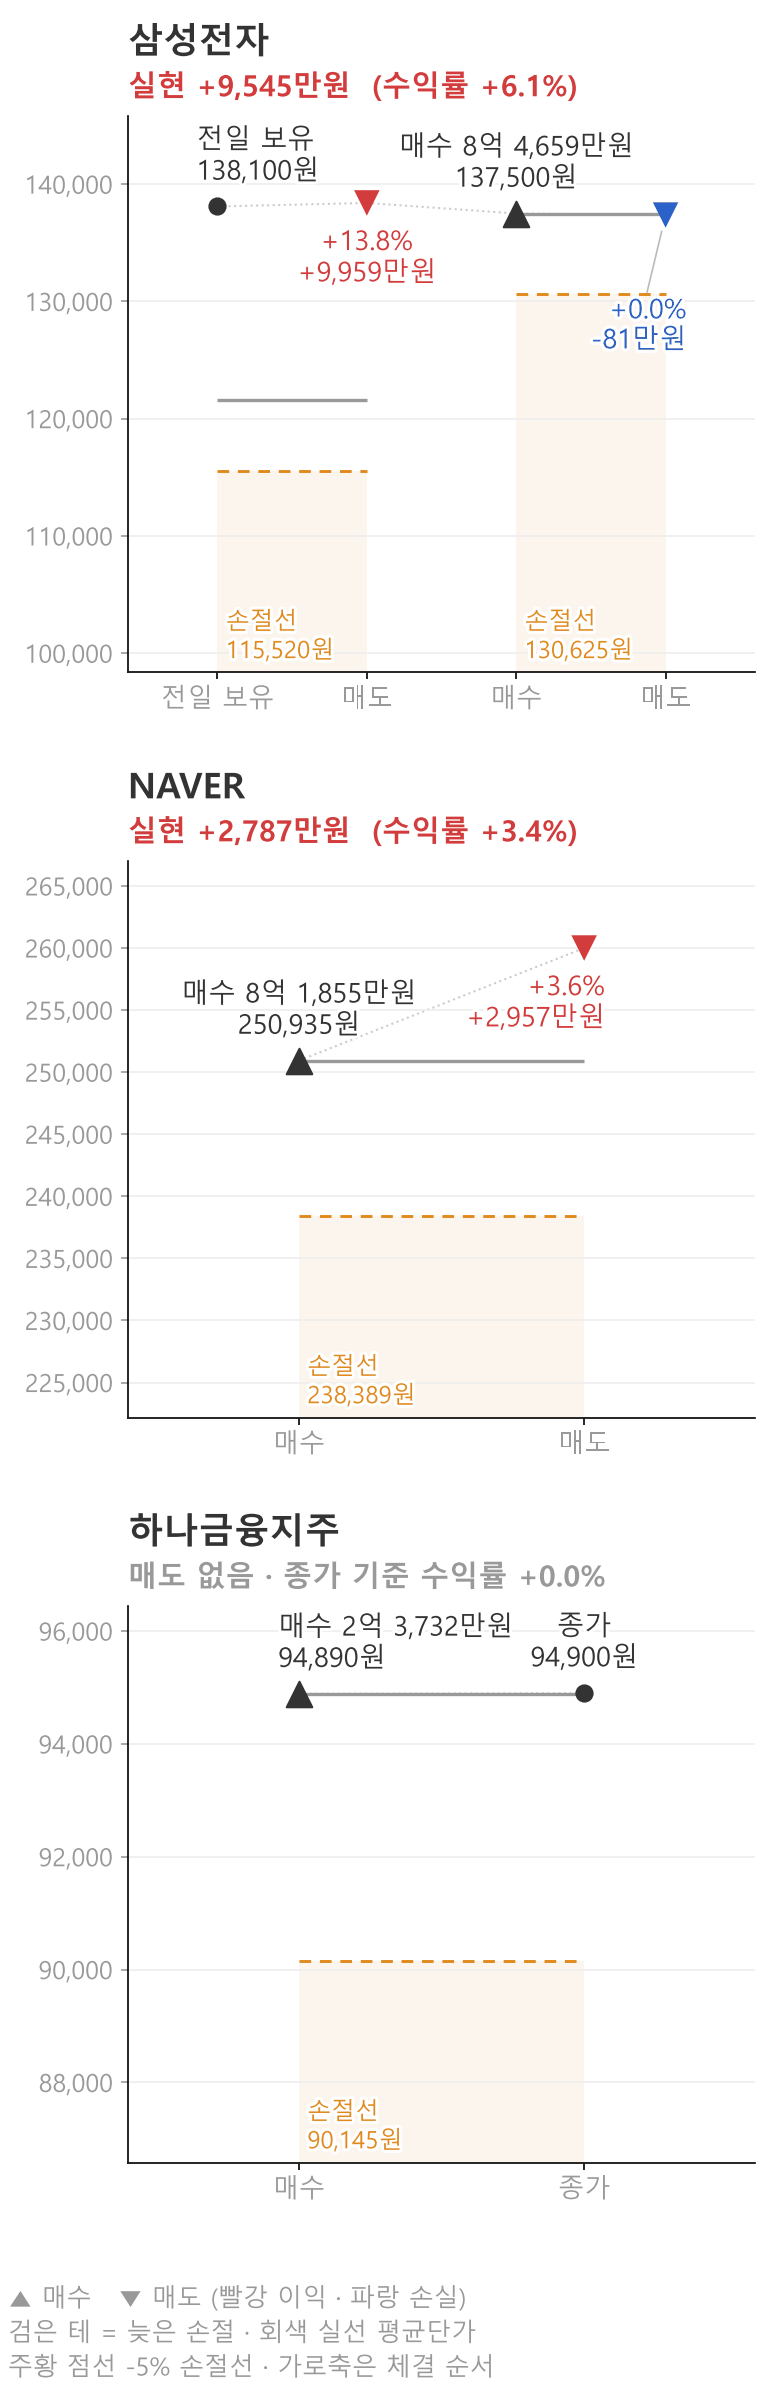 삼성전자
실현 +9,545만원 (수익률 +6.1%)
전일 보유
138,100원
매수 8억 4,659만원
137,500원
140,000
+13.8%
+9,959만원
130,000
+0.0%
-81만원
120,000
110,000
손절선
115,520원
손절선
130,625원
100,000
전일 보유 매도 매수 매도
NAVER
실현 +2,787만원 (수익률 +3.4%)
265,000
260,000
매수 8억 1,855만원
250,935원
+3.6%
+2,957만원
255,000
250,000
245,000
240,000
235,000
230,000
225,000
손절선
238,389원
매수 매도
하나금융지주
매도 없음 · 종가 기준 수익률 +0.0%
96,000
매수 2억 3,732만원
94,890원
종가
94,900원
94,000
92,000
90,000
88,000
손절선
90,145원
매수 종가
▲ 매수 ▼ 매도 (빨강 이익 · 파랑 손실)
검은 테 = 늦은 손절 · 회색 실선 평균단가
주황 점선 -5% 손절선 · 가로축은 체결 순서